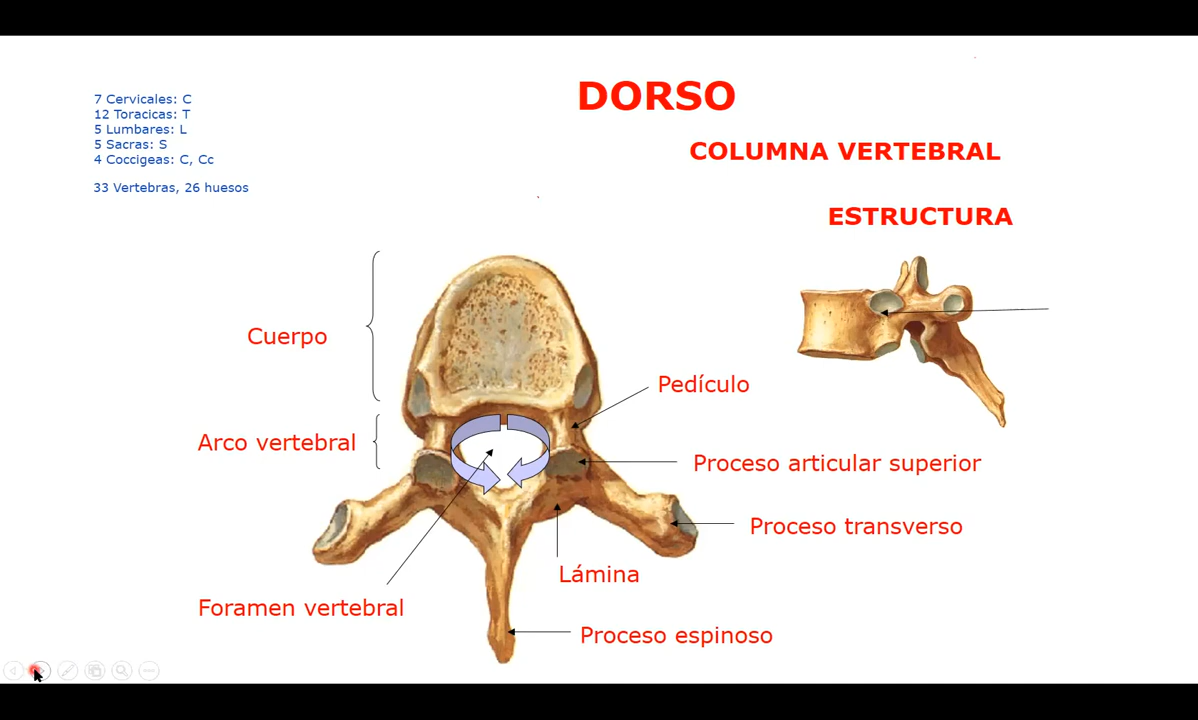 7 Cervicales: C
12 Toracicas: T
5 Lumbares: L
5 Sacras: S
4 Coccigeas: C, Cc
33 Vertebras, 26 huesos
DORSO
COLUMNA VERTEBRAL
ESTRUCTURA
Cuerpo
Pedículo
Arco vertebral
Proceso articular superior
Proceso transverso
Lámina
Foramen vertebral
Proceso espinoso